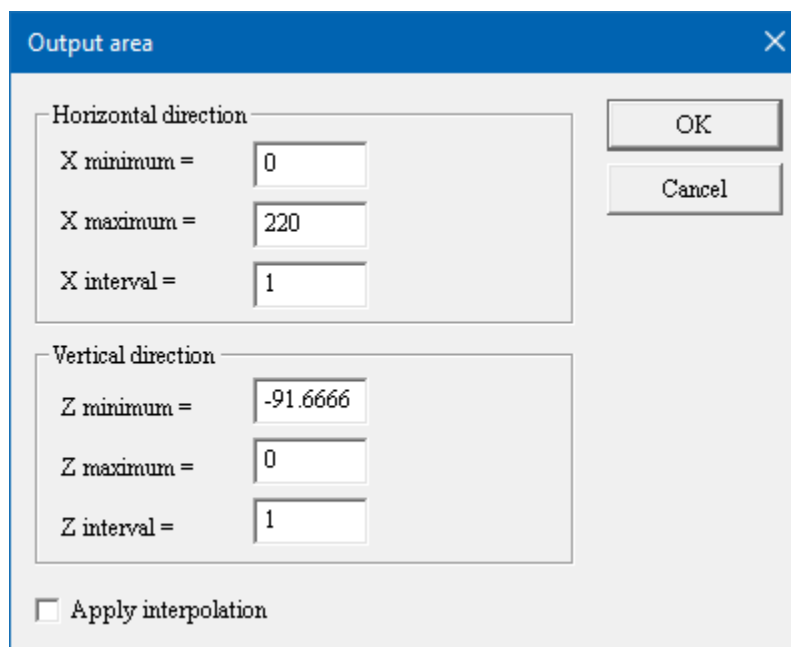 Output area
Horizontal direction
X minimum = 0
X maximum = 220
X interval = 1
OK
Cancel
Vertical direction
Z minimum = -91.6666
Z maximum = 0
Z interval = 1
Apply interpolation